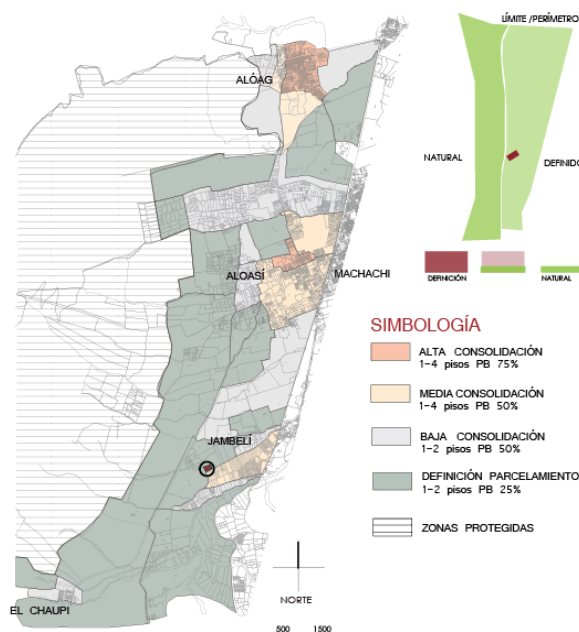 LÍMITE /PERÍMETRO
NATURAL
DEFINIDO
DEFINICIÓN
NATURAL
ALÓAG
ALOASÍ
MACHACHI
JAMBELÍ
EL CHAUPI
SIMBOLOGÍA
ALTA CONSOLIDACIÓN
1-4 pisos PB 75%
MEDIA CONSOLIDACIÓN
1-4 pisos PB 50%
BAJA CONSOLIDACIÓN
1-2 pisos PB 50%
DEFINICIÓN PARCELAMIENTO
1-2 pisos PB 25%
ZONAS PROTEGIDAS
NORTE
500 1500